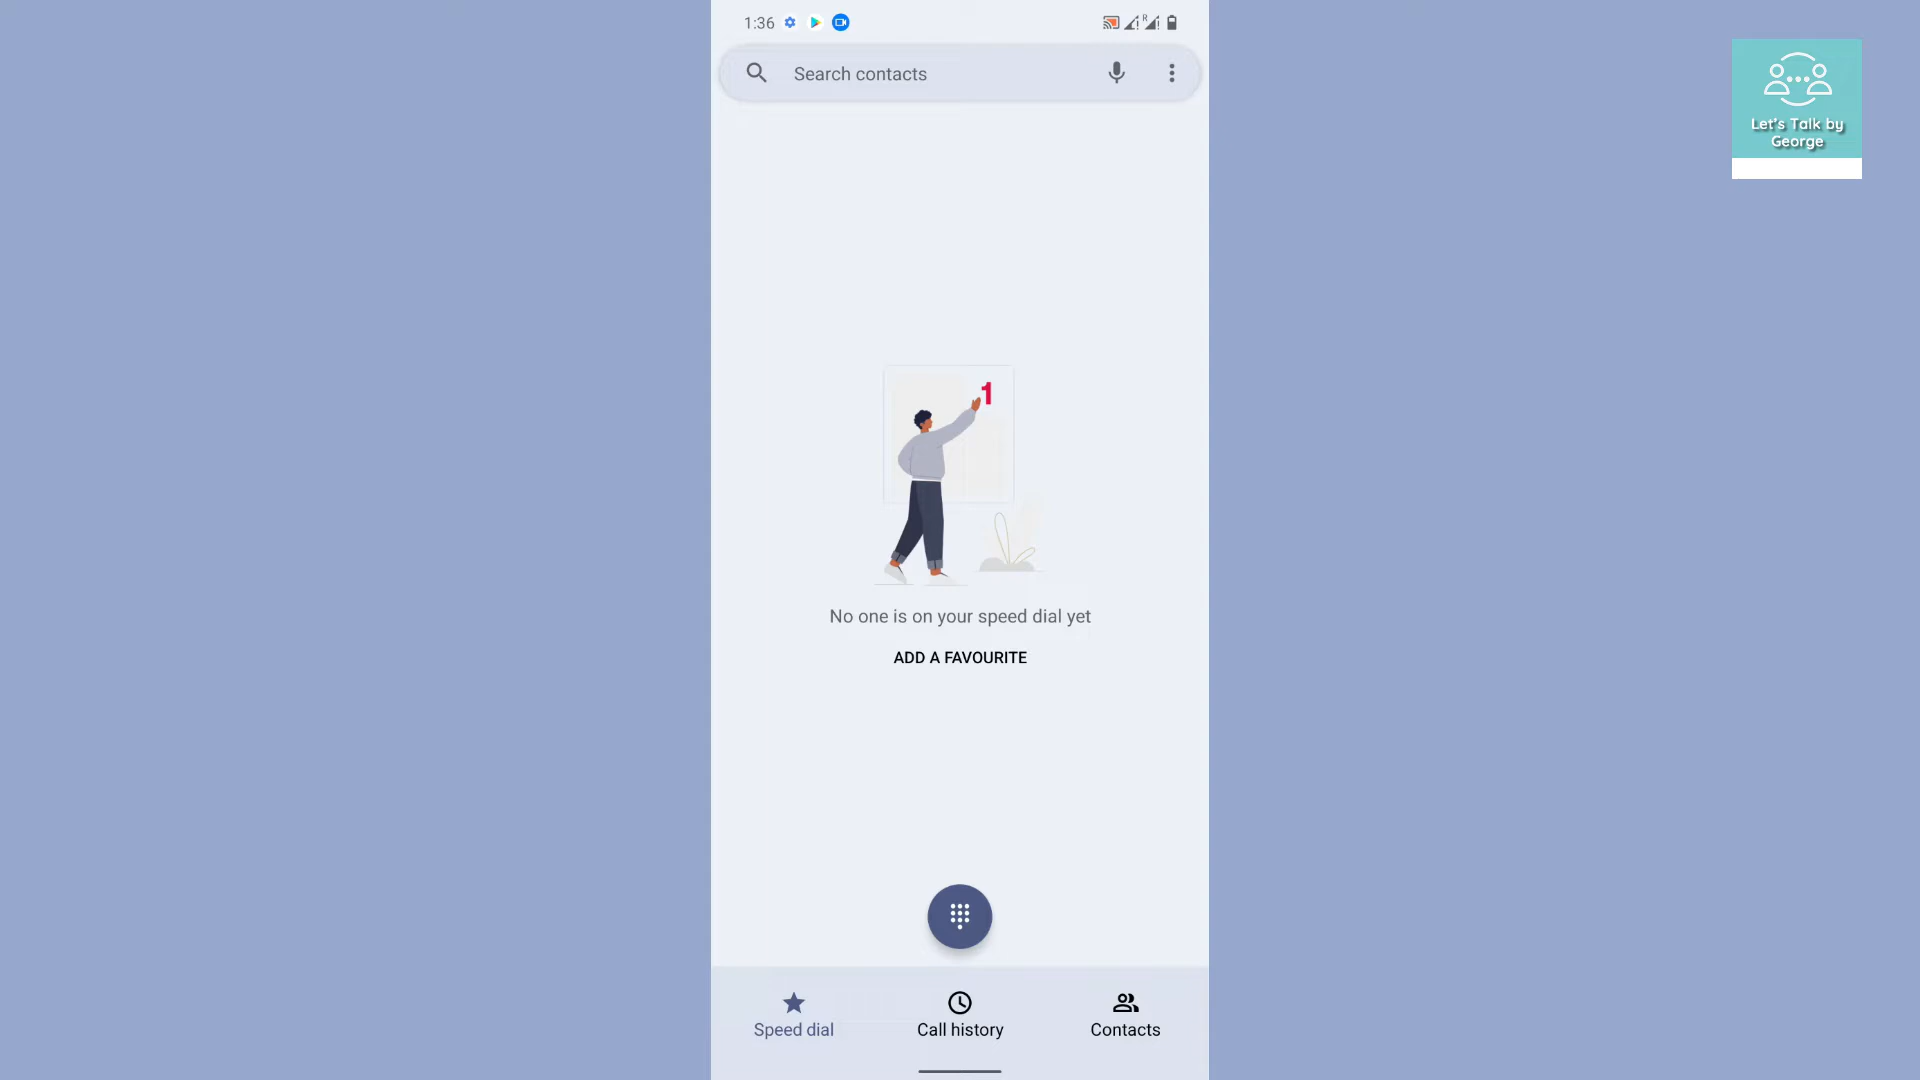 1:36
R
Search contacts
Let's Talk by
George
1
No one is on your speed dial yet
ADD A FAVOURITE
Speed dial
Call history
Contacts